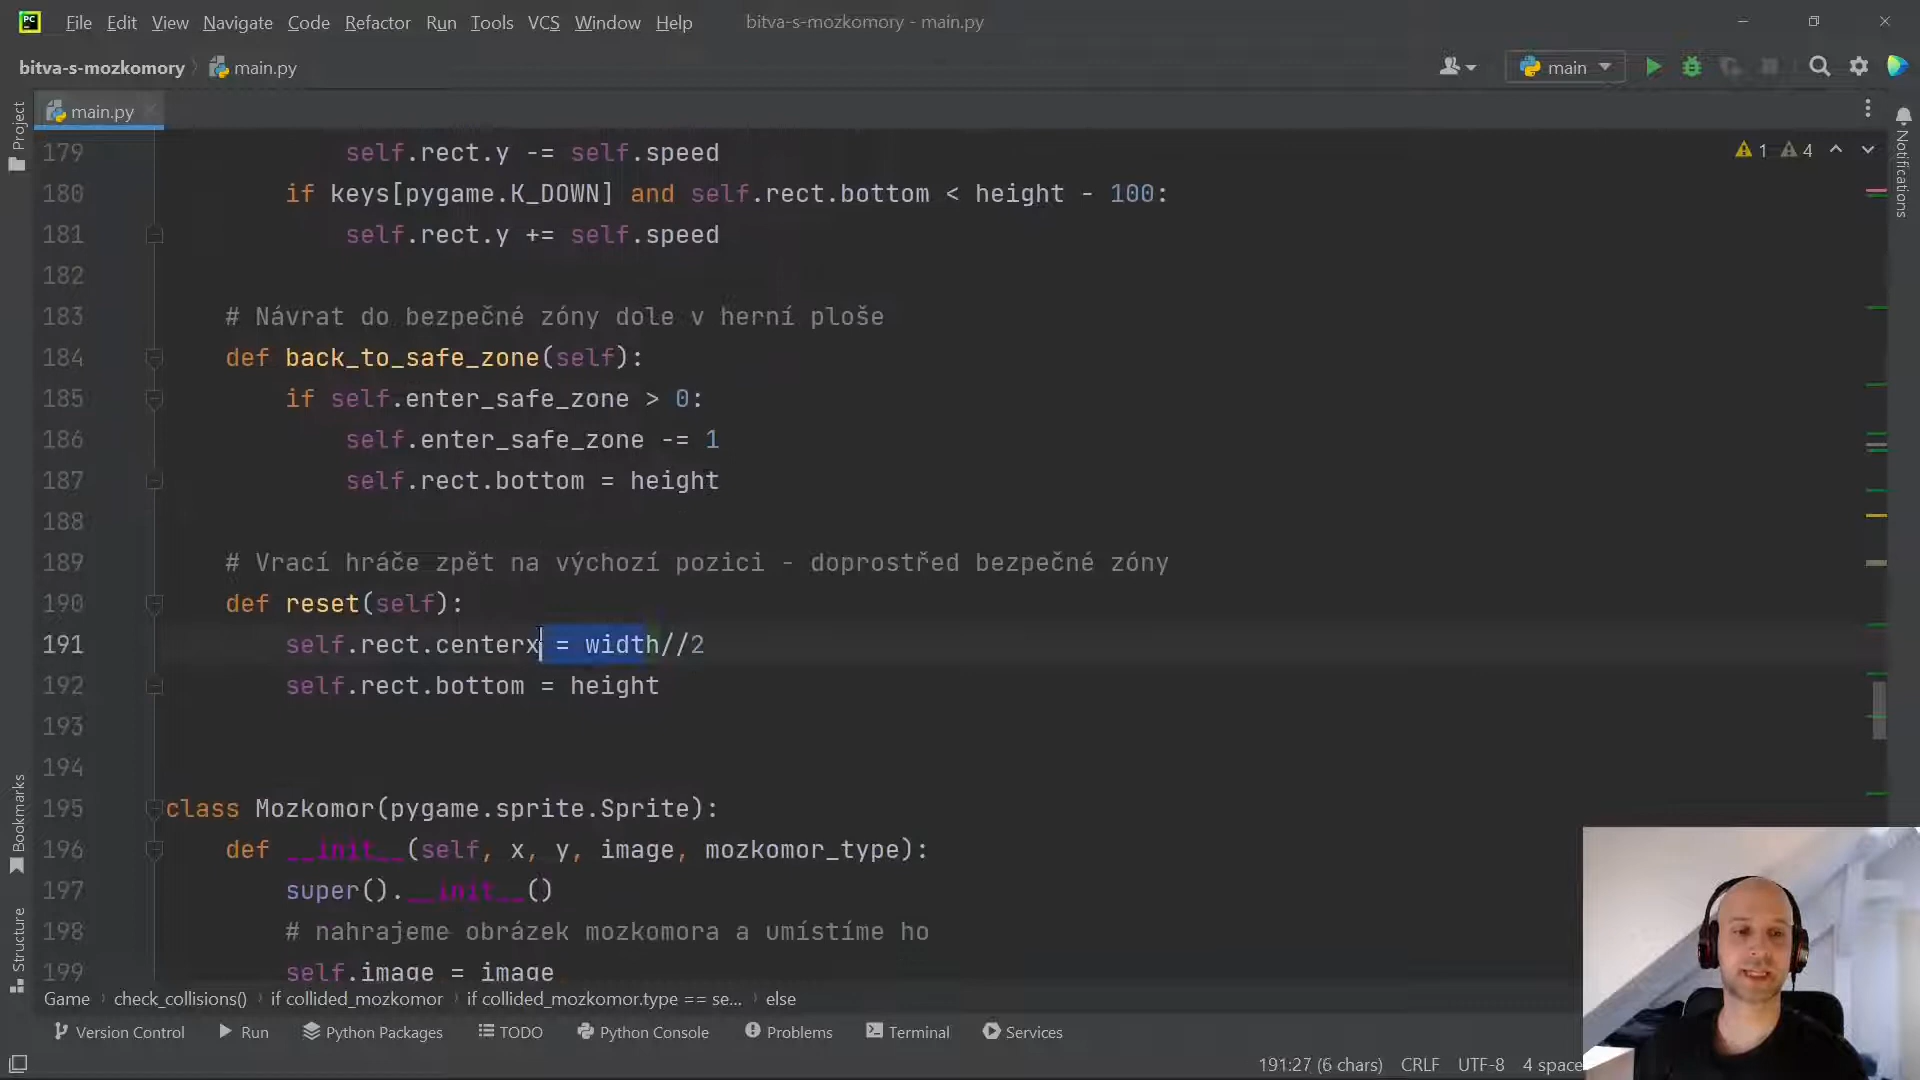 PC File Edit View Navigate Code Refactor Run Tools VCS Window Help bitva-s-mozkomory - main.py
bitva-s-mozkomory main.py main
main.py
Project
Notifications
1 4
179 self.rect.y -= self.speed
180 if keys[pygame.K_DOWN] and self.rect.bottom < height - 100:
181 self.rect.y += self.speed
182
183 # Návrat do bezpečné zóny dole v herní ploše
184 def back_to_safe_zone(self):
185 if self.enter_safe_zone > 0:
186 self.enter_safe_zone -= 1
187 self.rect.bottom = height
188
189 # Vrací hráče zpět na výchozí pozici - doprostřed bezpečné zóny
190 def reset(self):
191 self.rect.centerx = width//2
192 self.rect.bottom = height
193
194
195 class Mozkomor(pygame.sprite.Sprite):
196 def __init__(self, x, y, image, mozkomor_type):
197 super().__init__()
198 # nahrajeme obrázek mozkomora a umístíme ho
199 self.image = image
Bookmarks
Structure
Game check_collisions() if collided_mozkomor if collided_mozkomor.type == se... else
Version Control Run Python Packages TODO Python Console Problems Terminal Services
191:27 (6 chars) CRLF UTF-8 4 space